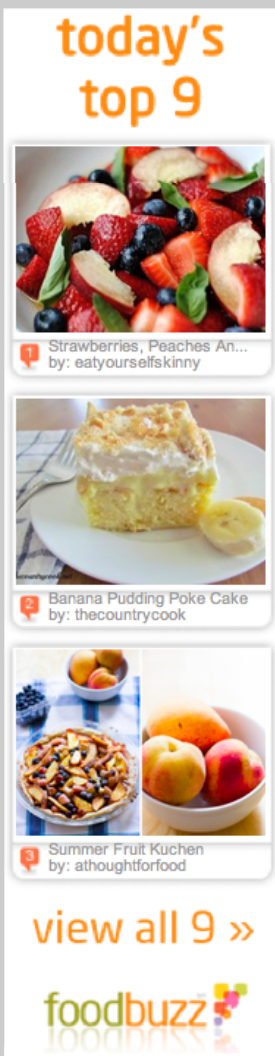 today's
top 9
1
Strawberries, Peaches An...
by: eatyourselfskinny
2
Banana Pudding Poke Cake
by: thecountrycook
3
Summer Fruit Kuchen
by: athoughtforfood
view all 9 »
foodbuzz